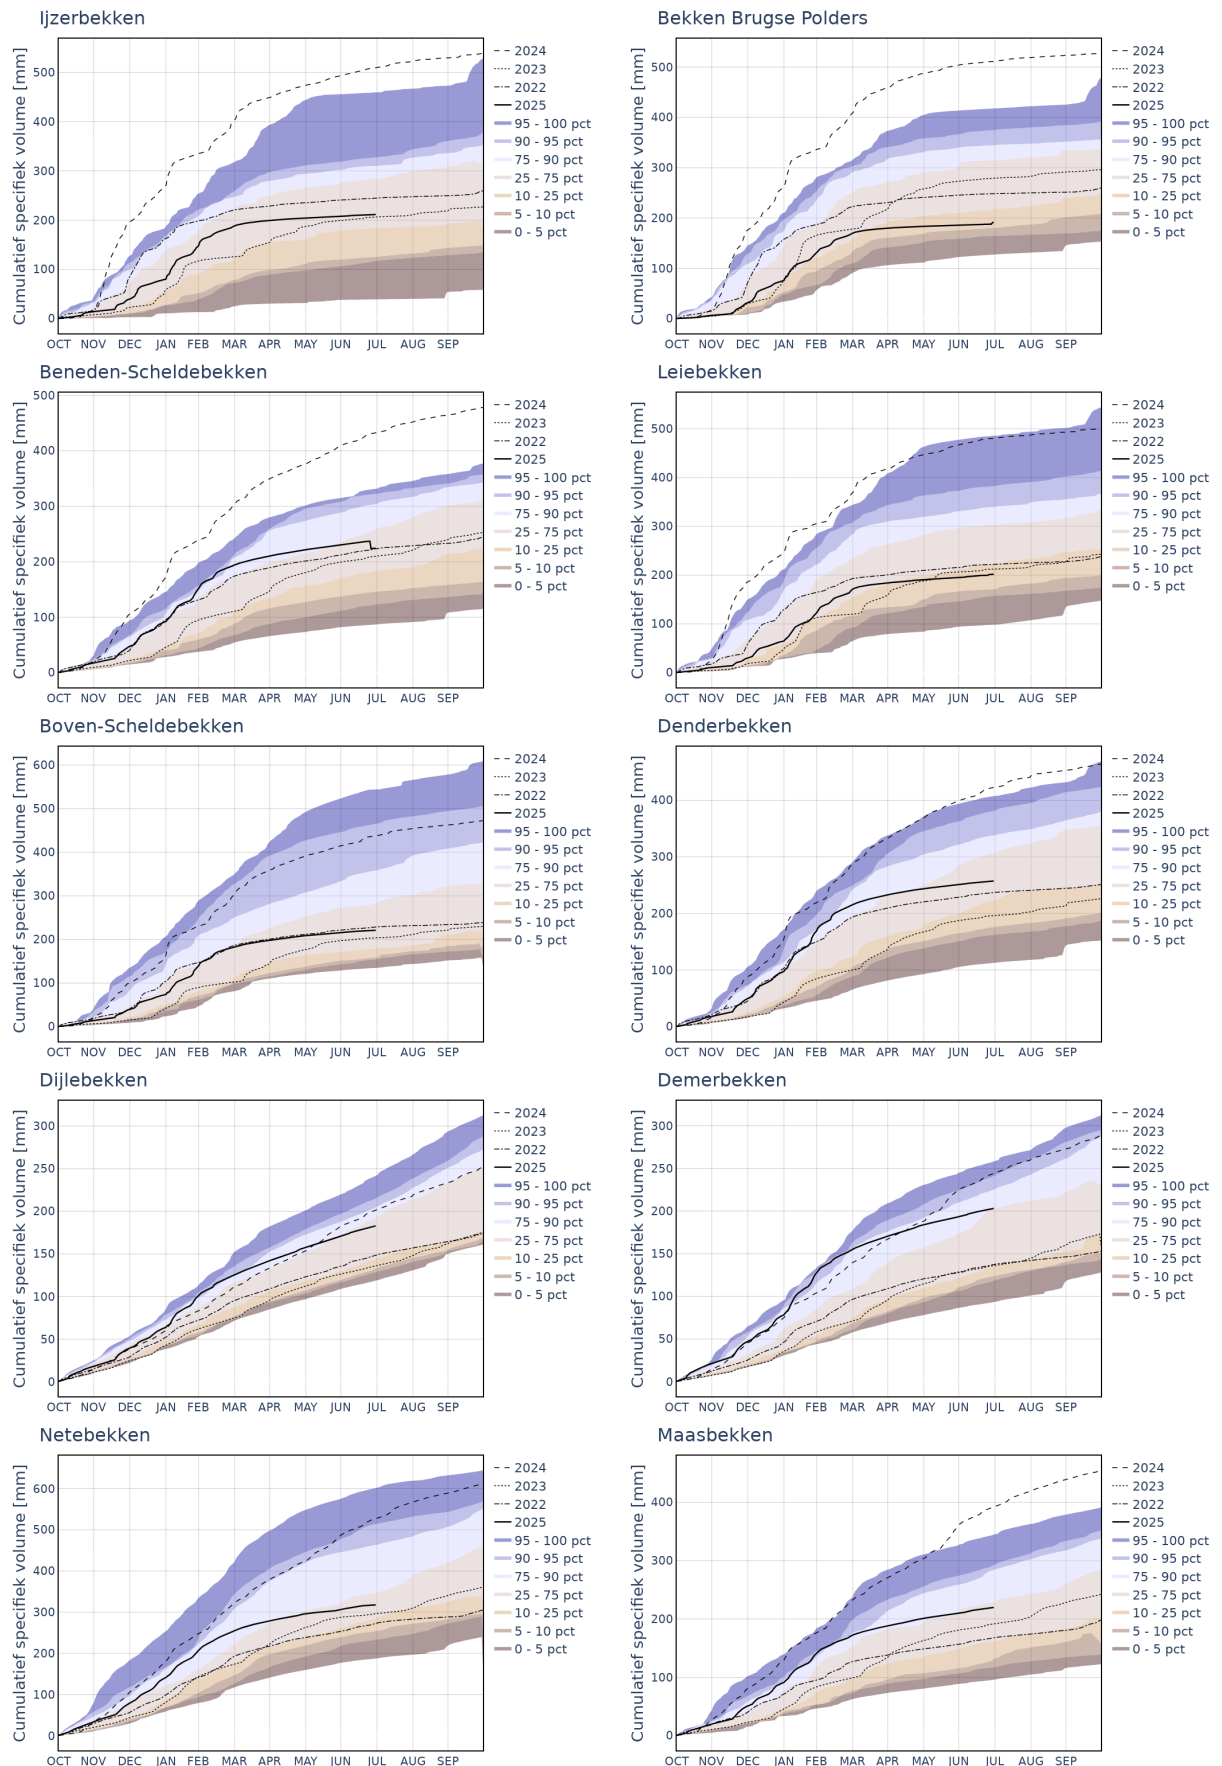 Ijzerbekken
Cumulatief specifiek volume [mm]
500
400
300
200
100
0
OCT NOV DEC JAN FEB MAR APR MAY JUN JUL AUG SEP
2024
2023
2022
2025
95 - 100 pct
90 - 95 pct
75 - 90 pct
25 - 75 pct
10 - 25 pct
5 - 10 pct
0 - 5 pct
Bekken Brugse Polders
Cumulatief specifiek volume [mm]
500
400
300
200
100
0
OCT NOV DEC JAN FEB MAR APR MAY JUN JUL AUG SEP
2024
2023
2022
2025
95 - 100 pct
90 - 95 pct
75 - 90 pct
25 - 75 pct
10 - 25 pct
5 - 10 pct
0 - 5 pct
Beneden-Scheldebekken
Cumulatief specifiek volume [mm]
500
400
300
200
100
0
OCT NOV DEC JAN FEB MAR APR MAY JUN JUL AUG SEP
2024
2023
2022
2025
95 - 100 pct
90 - 95 pct
75 - 90 pct
25 - 75 pct
10 - 25 pct
5 - 10 pct
0 - 5 pct
Leiebekken
Cumulatief specifiek volume [mm]
500
400
300
200
100
0
OCT NOV DEC JAN FEB MAR APR MAY JUN JUL AUG SEP
2024
2023
2022
2025
95 - 100 pct
90 - 95 pct
75 - 90 pct
25 - 75 pct
10 - 25 pct
5 - 10 pct
0 - 5 pct
Boven-Scheldebekken
Cumulatief specifiek volume [mm]
600
500
400
300
200
100
0
OCT NOV DEC JAN FEB MAR APR MAY JUN JUL AUG SEP
2024
2023
2022
2025
95 - 100 pct
90 - 95 pct
75 - 90 pct
25 - 75 pct
10 - 25 pct
5 - 10 pct
0 - 5 pct
Denderbekken
Cumulatief specifiek volume [mm]
400
300
200
100
0
OCT NOV DEC JAN FEB MAR APR MAY JUN JUL AUG SEP
2024
2023
2022
2025
95 - 100 pct
90 - 95 pct
75 - 90 pct
25 - 75 pct
10 - 25 pct
5 - 10 pct
0 - 5 pct
Dijlebekken
Cumulatief specifiek volume [mm]
300
250
200
150
100
50
0
OCT NOV DEC JAN FEB MAR APR MAY JUN JUL AUG SEP
2024
2023
2022
2025
95 - 100 pct
90 - 95 pct
75 - 90 pct
25 - 75 pct
10 - 25 pct
5 - 10 pct
0 - 5 pct
Demerbekken
Cumulatief specifiek volume [mm]
300
250
200
150
100
50
0
OCT NOV DEC JAN FEB MAR APR MAY JUN JUL AUG SEP
2024
2023
2022
2025
95 - 100 pct
90 - 95 pct
75 - 90 pct
25 - 75 pct
10 - 25 pct
5 - 10 pct
0 - 5 pct
Netebekken
Cumulatief specifiek volume [mm]
600
500
400
300
200
100
0
OCT NOV DEC JAN FEB MAR APR MAY JUN JUL AUG SEP
2024
2023
2022
2025
95 - 100 pct
90 - 95 pct
75 - 90 pct
25 - 75 pct
10 - 25 pct
5 - 10 pct
0 - 5 pct
Maasbekken
Cumulatief specifiek volume [mm]
400
300
200
100
0
OCT NOV DEC JAN FEB MAR APR MAY JUN JUL AUG SEP
2024
2023
2022
2025
95 - 100 pct
90 - 95 pct
75 - 90 pct
25 - 75 pct
10 - 25 pct
5 - 10 pct
0 - 5 pct